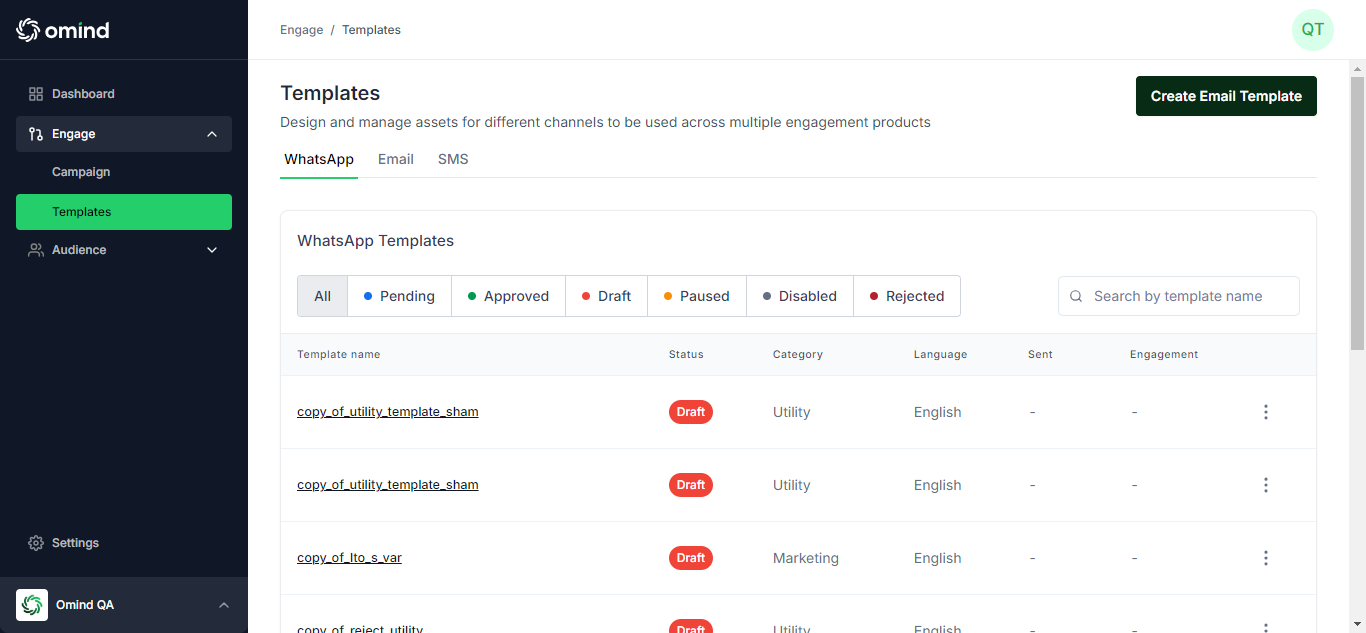 omind
Engage / Templates
QT
Dashboard
Engage
Campaign
Templates
Audience
Settings
Omind QA
Templates
Create Email Template
Design and manage assets for different channels to be used across multiple engagement products
WhatsApp Email SMS
WhatsApp Templates
All Pending Approved Draft Paused Disabled Rejected Search by template name
Template name Status Category Language Sent Engagement
copy_of_utility_template_sham Draft Utility English - -
copy_of_utility_template_sham Draft Utility English - -
copy_of_lto_s_var Draft Marketing English - -
copy_of_reject_utility Draft Utility English - -